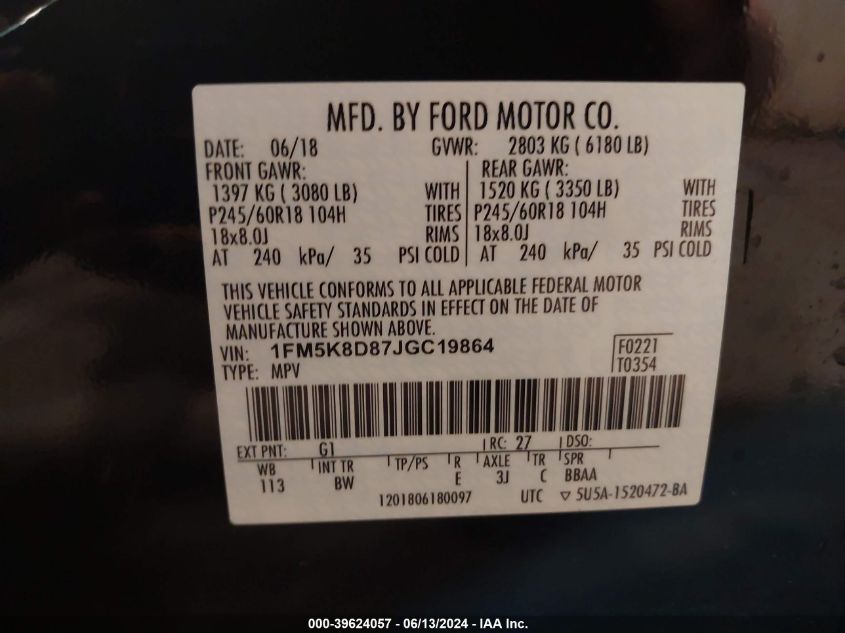 MFD. BY FORD MOTOR CO.
DATE: 06/18 GVWR: 2803 KG ( 6180 LB)
FRONT GAWR: REAR GAWR:
1397 KG ( 3080 LB) WITH 1520 KG ( 3350 LB) WITH
P245/60R18 104H TIRES P245/60R18 104H TIRES
18x8.0J RIMS 18x8.0J RIMS
AT 240 kPa/ 35 PSI COLD AT 240 kPa/ 35 PSI COLD
THIS VEHICLE CONFORMS TO ALL APPLICABLE FEDERAL MOTOR
VEHICLE SAFETY STANDARDS IN EFFECT ON THE DATE OF
MANUFACTURE SHOWN ABOVE.
VIN: 1FM5K8D87JGC19864 F0221
TYPE: MPV T0354
EXT PNT: G1 RC: 27 DSO:
WB INT TR TP/PS R AXLE TR SPR
113 BW E 3J C BBAA
1201806180097 UTC ▽ 5U5A-1520472-BA
000-39624057 - 06/13/2024 - IAA Inc.